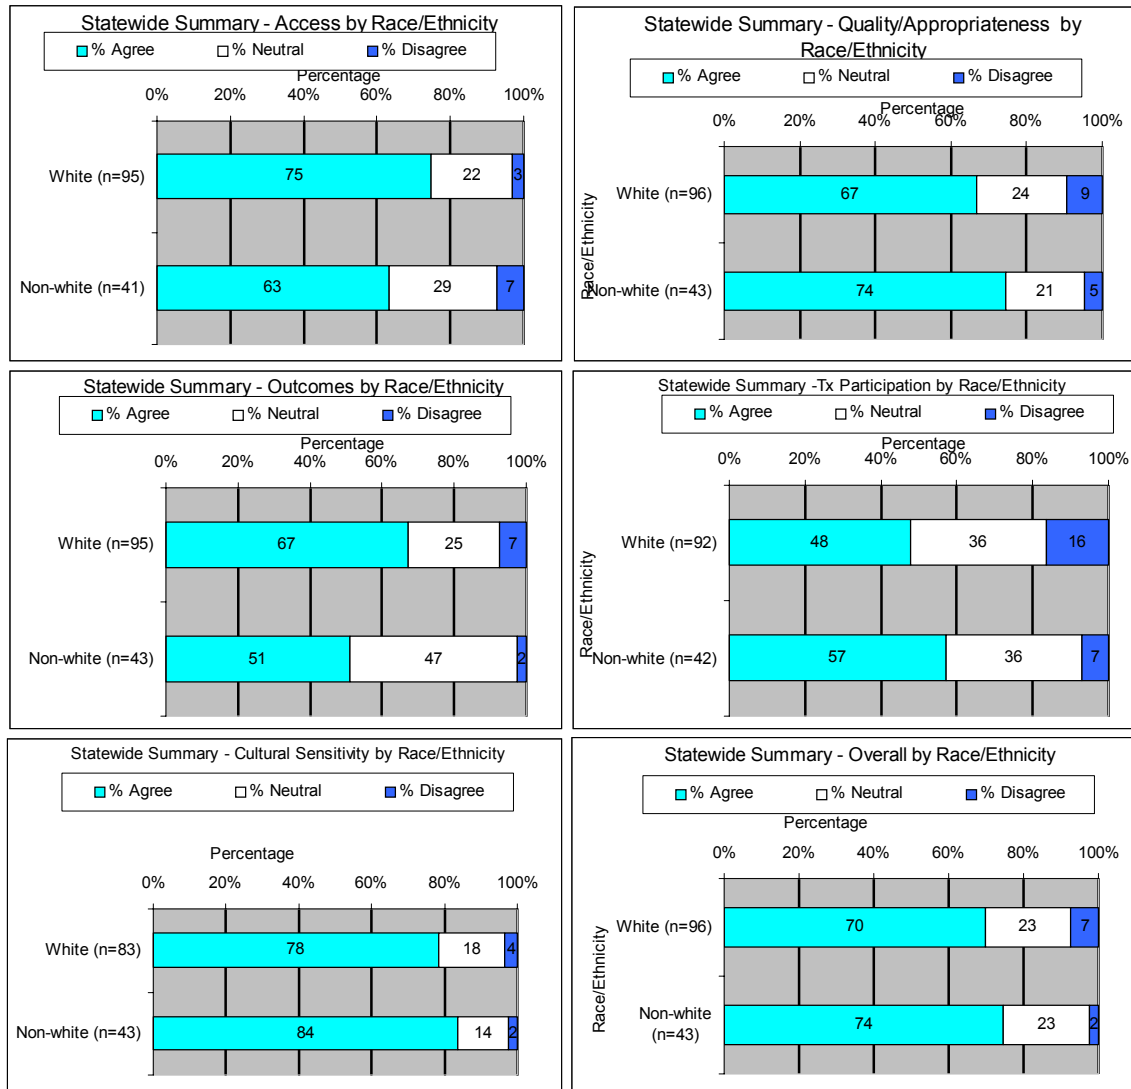 Statewide Summary - Access by Race/Ethnicity
% Agree % Neutral % Disagree
Percentage
0% 20% 40% 60% 80% 100%
White (n=95) 75 22 3
Non-white (n=41) 63 29 7
Statewide Summary - Quality/Appropriateness by
Race/Ethnicity
% Agree % Neutral % Disagree
Percentage
0% 20% 40% 60% 80% 100%
Race/Ethnicity
White (n=96) 67 24 9
Non-white (n=43) 74 21 5
Statewide Summary - Outcomes by Race/Ethnicity
% Agree % Neutral % Disagree
Percentage
0% 20% 40% 60% 80% 100%
White (n=95) 67 25 7
Non-white (n=43) 51 47 2
Statewide Summary -Tx Participation by Race/Ethnicity
% Agree % Neutral % Disagree
Percentage
0% 20% 40% 60% 80% 100%
Race/Ethnicity
White (n=92) 48 36 16
Non-white (n=42) 57 36 7
Statewide Summary - Cultural Sensitivity by Race/Ethnicity
% Agree % Neutral % Disagree
Percentage
0% 20% 40% 60% 80% 100%
White (n=83) 78 18 4
Non-white (n=43) 84 14 2
Statewide Summary - Overall by Race/Ethnicity
% Agree % Neutral % Disagree
Percentage
0% 20% 40% 60% 80% 100%
Race/Ethnicity
White (n=96) 70 23 7
Non-white
(n=43) 74 23 2